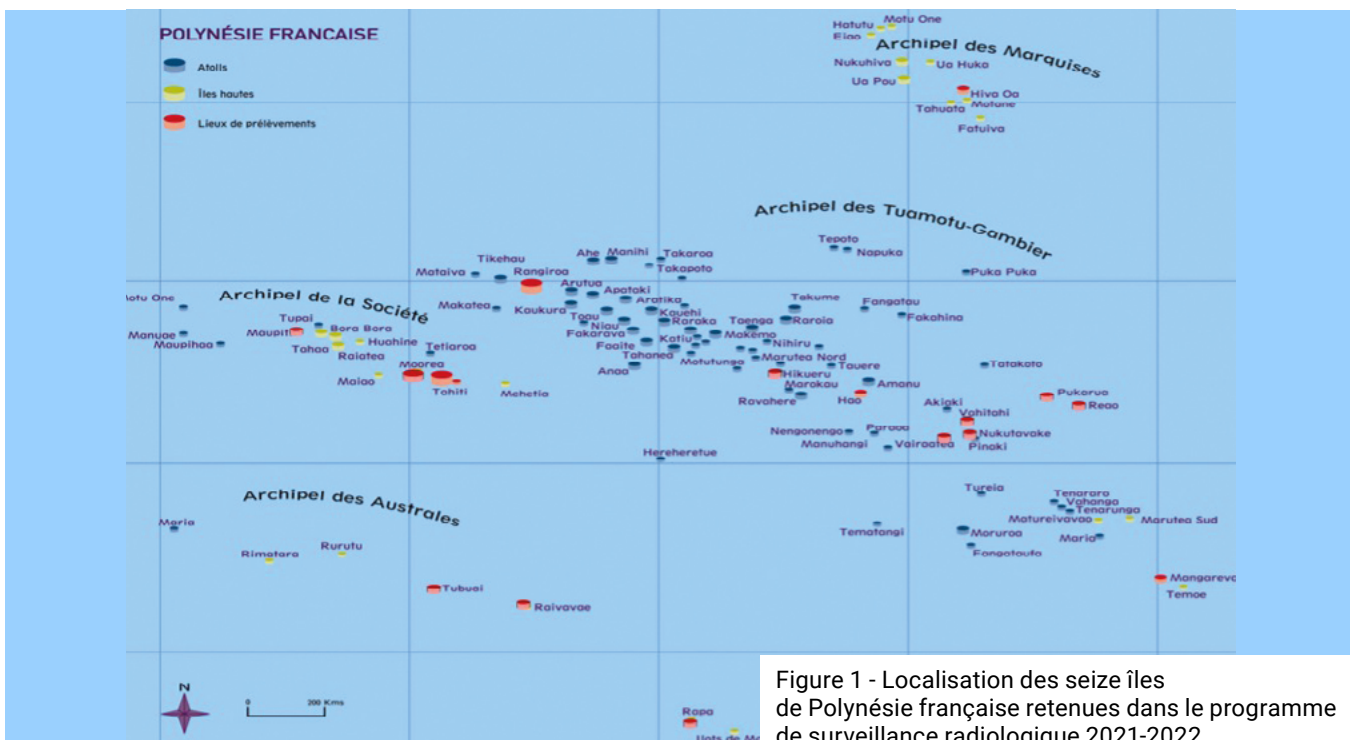 POLYNÉSIE FRANCAISE
Atolls
Îles hautes
Lieux de prélèvements
Hatutu
Motu One
Eiao
Archipel des Marquises
Nukuhiva
Ua Huka
Ua Pou
Hiva Oa
Tahuata
Fatuiva
Archipel des Tuamotu-Gambier
Tepoto
Napuka
Puka Puka
Ahe
Manihi
Takaroa
Takapoto
Tikehau
Mataiva
Rangiroa
Arutua
Apataki
Aratika
Makatea
Kaukura
Toau
Kauehi
Niau
Raraka
Fakarava
Taenga
Takume
Raroia
Fangatau
Fakahina
Makemo
Katiu
Faaite
Nihiru
Tahanea
Marutea Nord
Motutunga
Tauere
Anaa
Hikueru
Marokau
Amanu
Ravahere
Hao
Tatakoto
Akiaki
Vahitahi
Pukarua
Reao
Nengonengo
Paraoa
Manuhangi
Vairaatea
Nukutavake
Pinaki
Hereheretue
Archipel de la Société
Tupai
Bora Bora
Maupiti
Huahine
Tahaa
Raiatea
Tetiaroa
Moorea
Maiao
Tahiti
Mehetia
Manuae
Maupihaa
Archipel des Australes
Maria
Rimatara
Rurutu
Tubuai
Raivavae
Tureia
Tenararo
Vahanga
Tenarunga
Matureivavao
Marutea Sud
Maria
Tematangi
Moruroa
Fangataufa
Mangareva
Temoe
Rapa
N
0 200 Kms
Figure 1 - Localisation des seize îles
de Polynésie française retenues dans le programme
de surveillance radiologique 2021-2022